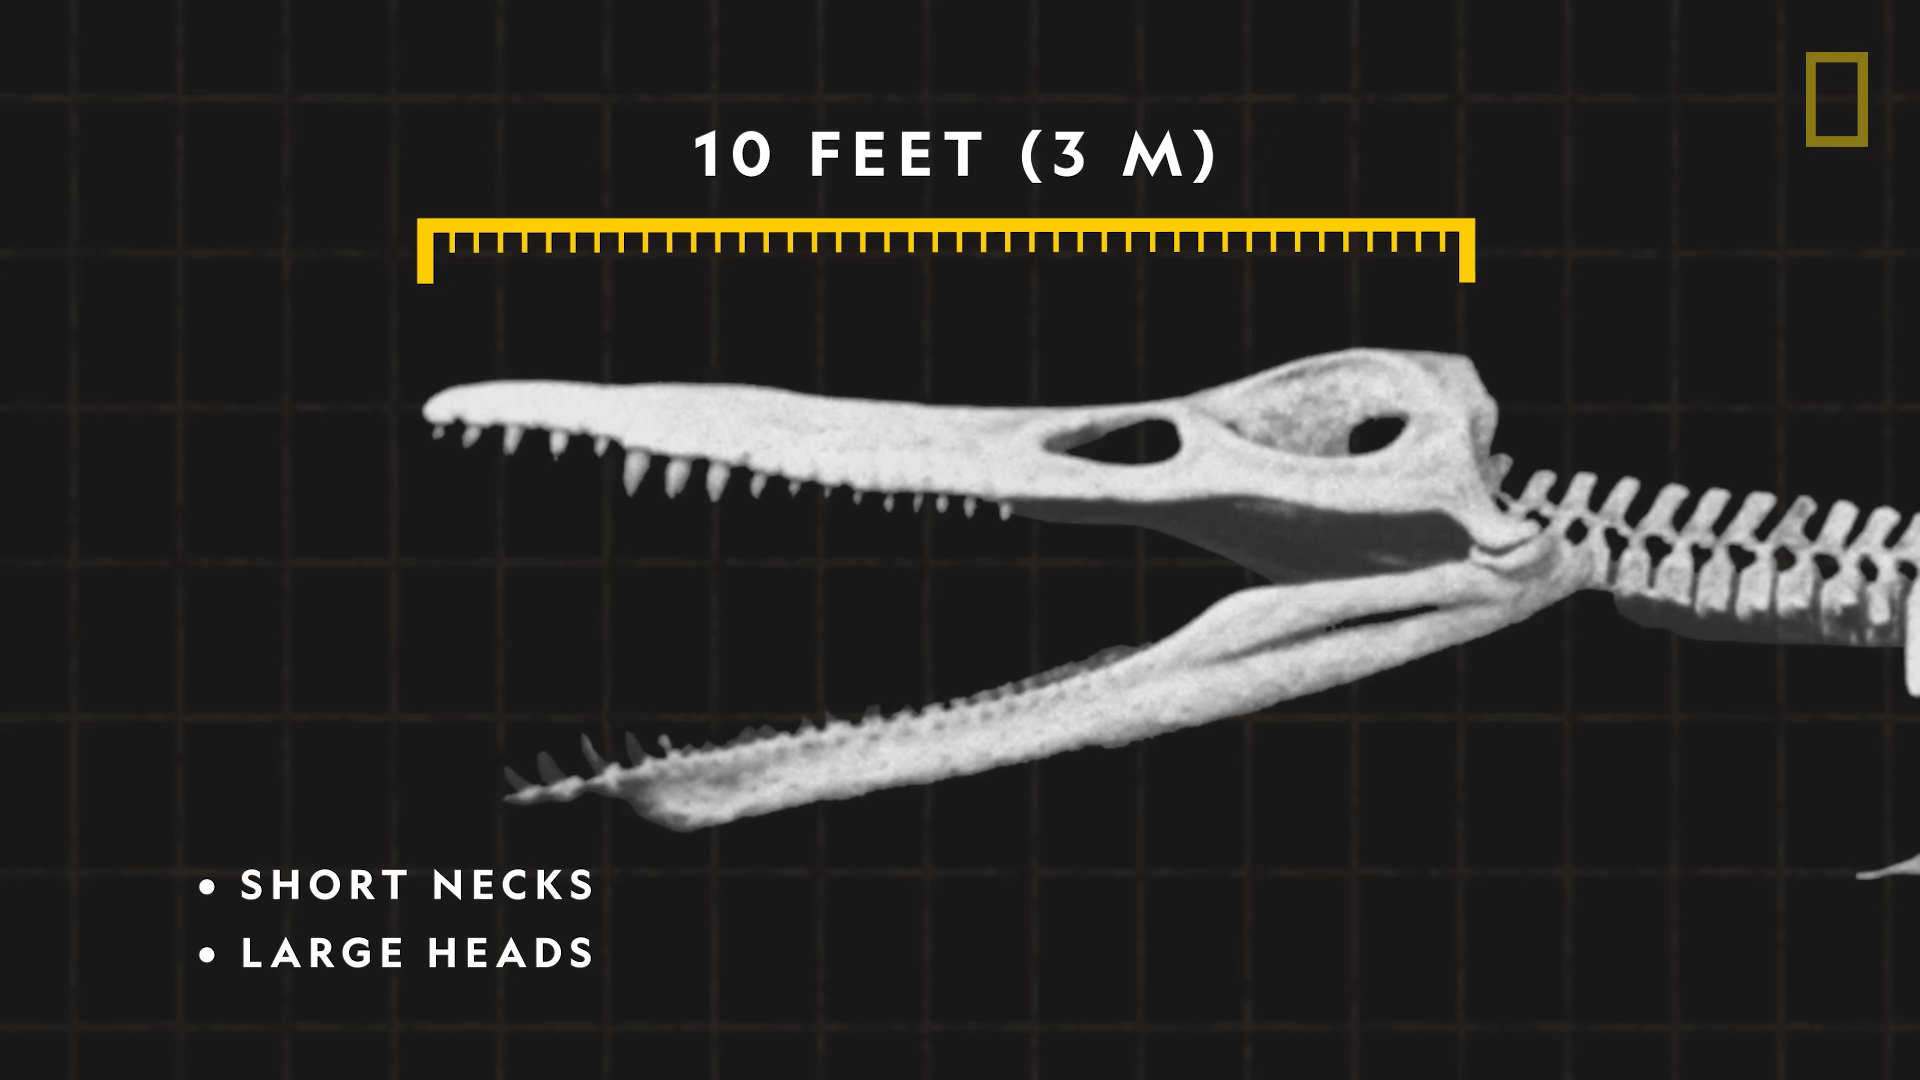 10 FEET (3 M)
• SHORT NECKS
• LARGE HEADS